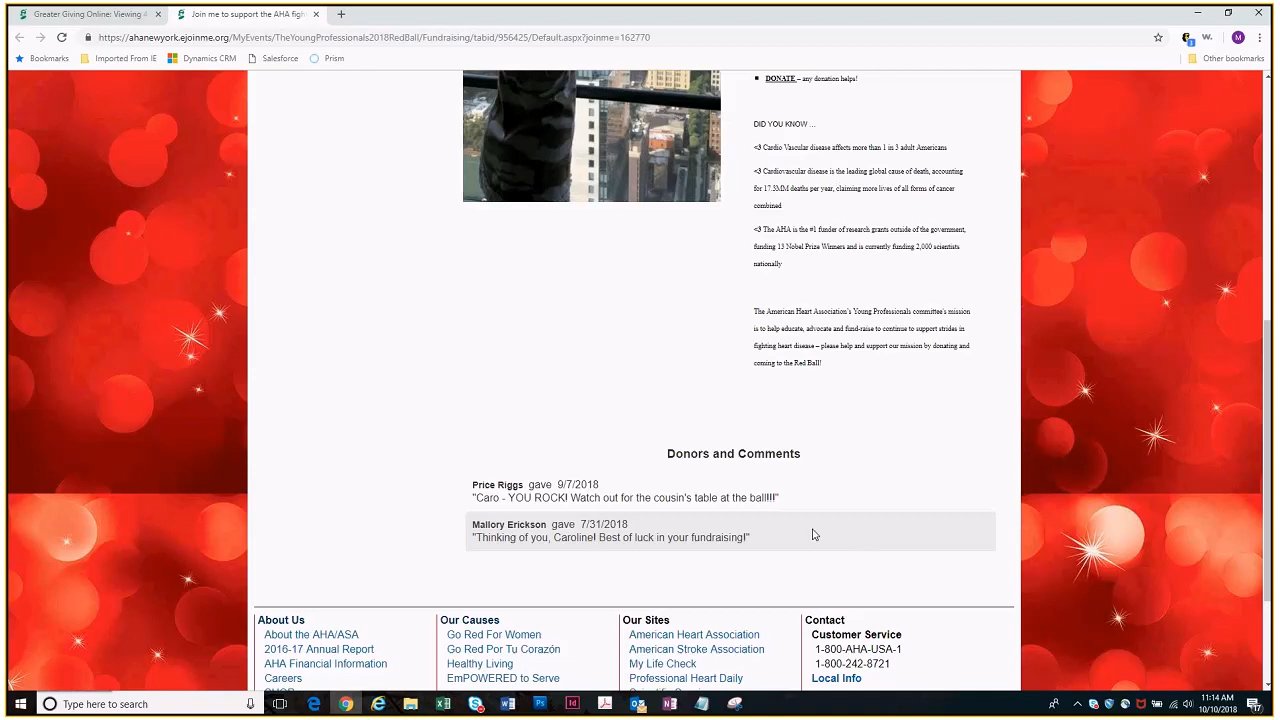 Greater Giving Online: Viewing A
Join me to support the AHA figh
https://ahanewyork.ejoinme.org/MyEvents/TheYoungProfessionals2018RedBall/Fundraising/tabid/956425/Default.aspx?joinme=162770
Bookmarks Imported From IE Dynamics CRM Salesforce Prism Other bookmarks
DONATE – any donation helps!
DID YOU KNOW …
<3 Cardio Vascular disease affects more than 1 in 3 adult Americans
<3 Cardiovascular disease is the leading global cause of death, accounting
for 17.3MM deaths per year, claiming more lives of all forms of cancer
combined
<3 The AHA is the #1 funder of research grants outside of the government,
funding 13 Nobel Prize Winners and is currently funding 2,000 scientists
nationally
The American Heart Association's Young Professionals committee's mission
is to help educate, advocate and fund-raise to continue to support strides in
fighting heart disease – please help and support our mission by donating and
coming to the Red Ball!
Donors and Comments
Price Riggs gave 9/7/2018
"Caro - YOU ROCK! Watch out for the cousin's table at the ball!!!"
Mallory Erickson gave 7/31/2018
"Thinking of you, Caroline! Best of luck in your fundraising!"
About Us
About the AHA/ASA
2016-17 Annual Report
AHA Financial Information
Careers
Our Causes
Go Red For Women
Go Red Por Tu Corazón
Healthy Living
EmPOWERED to Serve
Our Sites
American Heart Association
American Stroke Association
My Life Check
Professional Heart Daily
Contact
Customer Service
1-800-AHA-USA-1
1-800-242-8721
Local Info
Type here to search
11:14 AM
10/10/2018